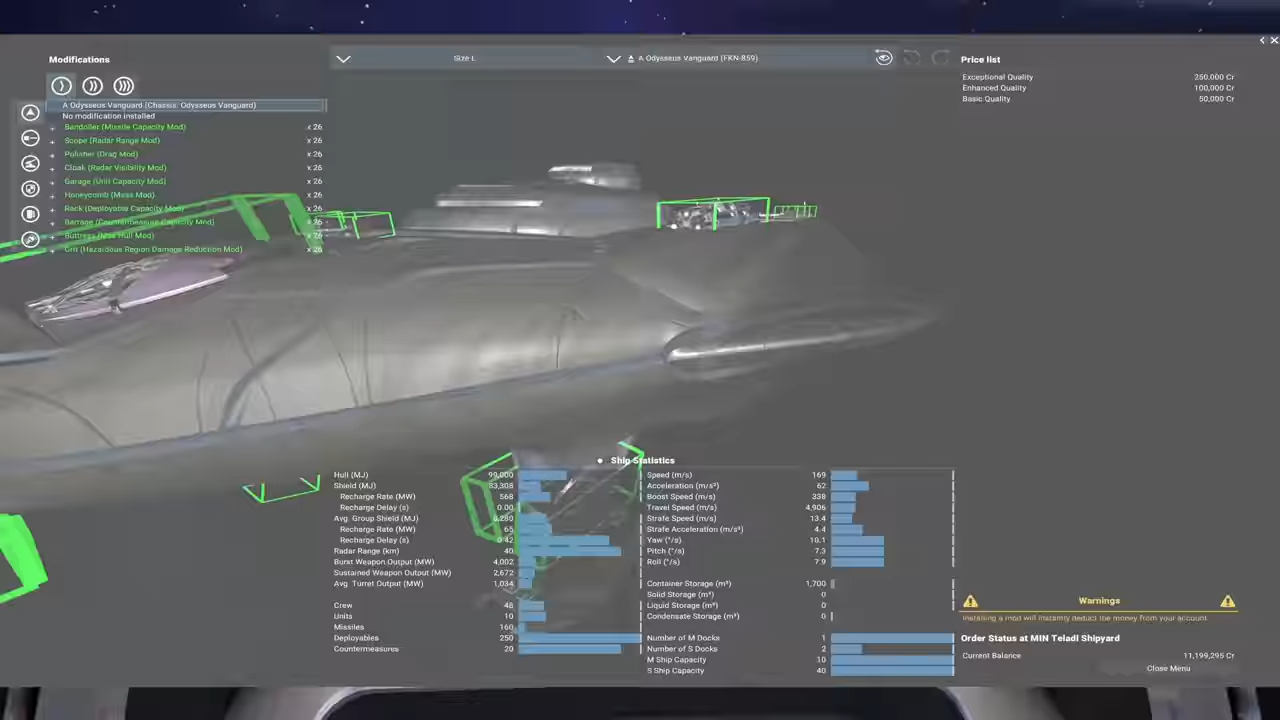 Modifications
Size L
A Odysseus Vanguard (FKN-859)
Price list
Exceptional Quality 250,000 Cr
Enhanced Quality 100,000 Cr
Basic Quality 50,000 Cr
A Odysseus Vanguard (Chassis: Odysseus Vanguard)
No modification installed
Bandolier (Missile Capacity Mod) x 26
Scope (Radar Range Mod) x 26
Polisher (Drag Mod) x 26
Cloak (Radar Visibility Mod) x 26
Garage (Unit Capacity Mod) x 26
Honeycomb (Mass Mod) x 26
Rack (Deployable Capacity Mod) x 26
Barrage (Countermeasure Capacity Mod) x 26
Buttress (Max Hull Mod) x 26
Grit (Hazardous Region Damage Reduction Mod) x 26
Ship Statistics
Hull (MJ) 99,000
Shield (MJ) 83,308
Recharge Rate (MW) 568
Recharge Delay (s) 0.00
Avg. Group Shield (MJ)
Recharge Rate (MW) 65
Recharge Delay (s) 0.42
Radar Range (km) 40
Burst Weapon Output (MW) 4,002
Sustained Weapon Output (MW) 2,672
Avg. Turret Output (MW) 1,034
Crew 48
Units 10
Missiles 160
Deployables 250
Countermeasures 20
Speed (m/s) 169
Acceleration (m/s²) 62
Boost Speed (m/s) 338
Travel Speed (m/s) 4,906
Strafe Speed (m/s) 13.4
Strafe Acceleration (m/s²) 4.4
Yaw (°/s) 10.1
Pitch (°/s) 7.3
Roll (°/s) 7.9
Container Storage (m³) 1,700
Solid Storage (m³) 0
Liquid Storage (m³) 0
Condensate Storage (m³) 0
Number of M Docks 1
Number of S Docks 2
M Ship Capacity 10
S Ship Capacity 40
Warnings
Installing a mod will instantly deduct the money from your account.
Order Status at MIN Teladi Shipyard
Current Balance 11,199,295 Cr
Close Menu